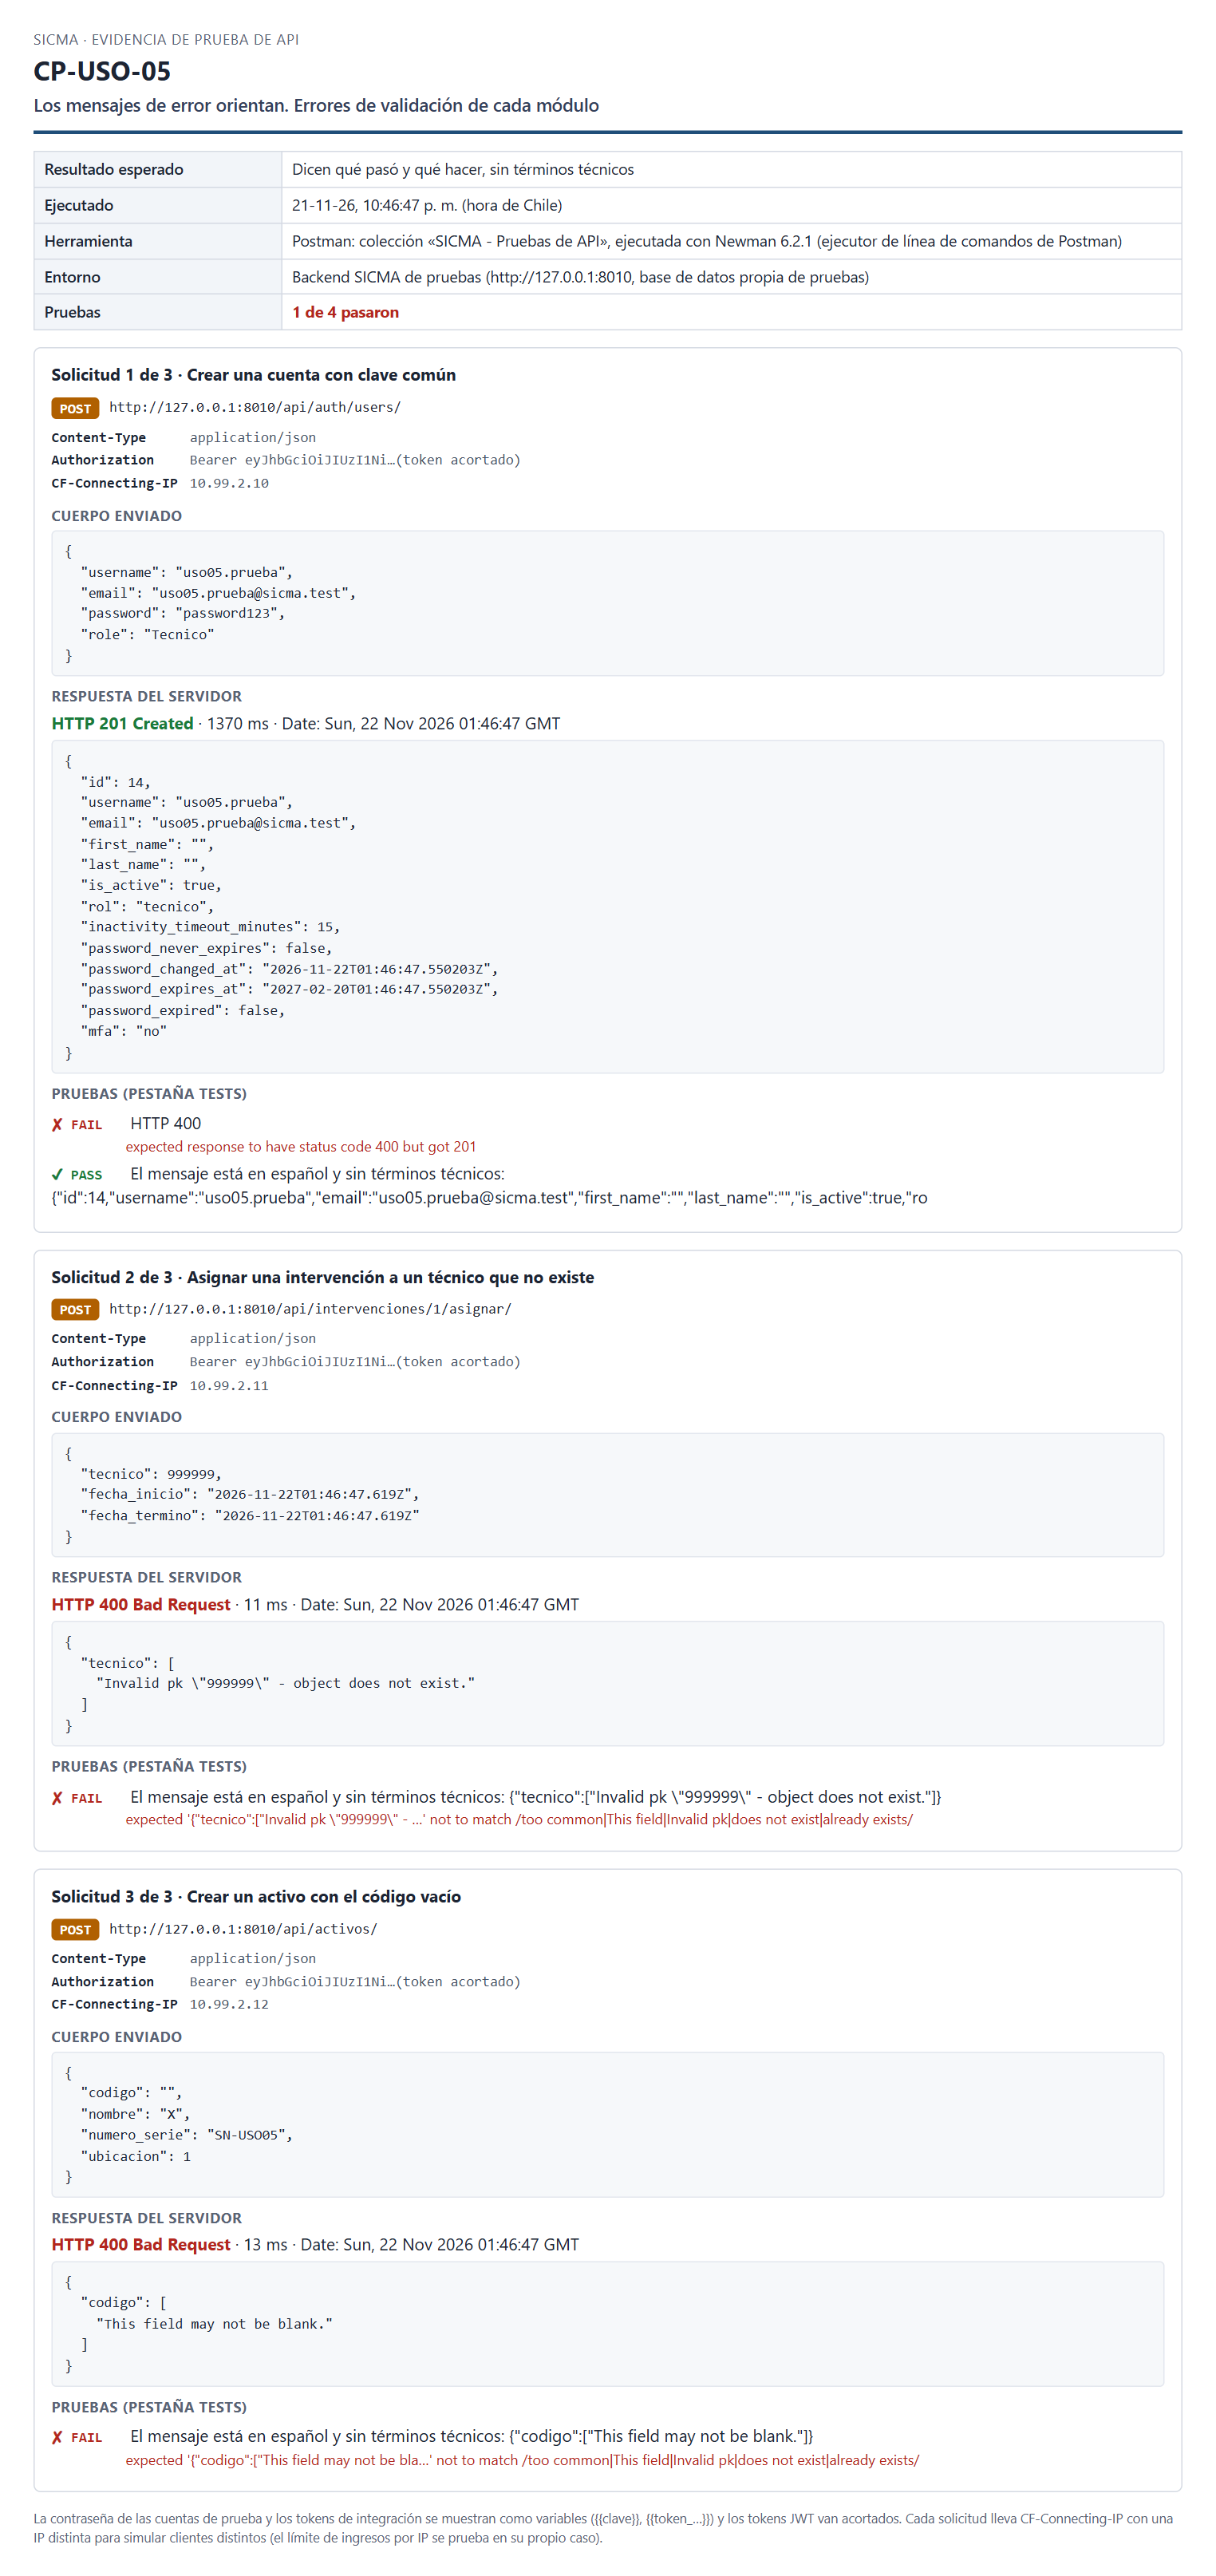 SICMA · EVIDENCIA DE PRUEBA DE API
CP-USO-05
Los mensajes de error orientan. Errores de validación de cada módulo
Resultado esperado Dicen qué pasó y qué hacer, sin términos técnicos
Ejecutado 21-11-26, 10:46:47 p. m. (hora de Chile)
Herramienta Postman: colección «SICMA - Pruebas de API», ejecutada con Newman 6.2.1 (ejecutor de línea de comandos de Postman)
Entorno Backend SICMA de pruebas (http://127.0.0.1:8010, base de datos propia de pruebas)
Pruebas 1 de 4 pasaron
Solicitud 1 de 3 · Crear una cuenta con clave común
POST http://127.0.0.1:8010/api/auth/users/
Content-Type application/json
Authorization Bearer eyJhbGciOiJIUzI1Ni…(token acortado)
CF-Connecting-IP 10.99.2.10
CUERPO ENVIADO
{
"username": "uso05.prueba",
"email": "uso05.prueba@sicma.test",
"password": "password123",
"role": "Tecnico"
}
RESPUESTA DEL SERVIDOR
HTTP 201 Created · 1370 ms · Date: Sun, 22 Nov 2026 01:46:47 GMT
{
"id": 14,
"username": "uso05.prueba",
"email": "uso05.prueba@sicma.test",
"first_name": "",
"last_name": "",
"is_active": true,
"rol": "tecnico",
"inactivity_timeout_minutes": 15,
"password_never_expires": false,
"password_changed_at": "2026-11-22T01:46:47.550203Z",
"password_expires_at": "2027-02-20T01:46:47.550203Z",
"password_expired": false,
"mfa": "no"
}
PRUEBAS (PESTAÑA TESTS)
✗ FAIL HTTP 400
expected response to have status code 400 but got 201
✓ PASS El mensaje está en español y sin términos técnicos:
{"id":14,"username":"uso05.prueba","email":"uso05.prueba@sicma.test","first_name":"","last_name":"","is_active":true,"ro
Solicitud 2 de 3 · Asignar una intervención a un técnico que no existe
POST http://127.0.0.1:8010/api/intervenciones/1/asignar/
Content-Type application/json
Authorization Bearer eyJhbGciOiJIUzI1Ni…(token acortado)
CF-Connecting-IP 10.99.2.11
CUERPO ENVIADO
{
"tecnico": 999999,
"fecha_inicio": "2026-11-22T01:46:47.619Z",
"fecha_termino": "2026-11-22T01:46:47.619Z"
}
RESPUESTA DEL SERVIDOR
HTTP 400 Bad Request · 11 ms · Date: Sun, 22 Nov 2026 01:46:47 GMT
{
"tecnico": [
"Invalid pk \"999999\" - object does not exist."
]
}
PRUEBAS (PESTAÑA TESTS)
✗ FAIL El mensaje está en español y sin términos técnicos: {"tecnico":["Invalid pk \"999999\" - object does not exist."]}
expected '{"tecnico":["Invalid pk \"999999\" - …' not to match /too common|This field|Invalid pk|does not exist|already exists/
Solicitud 3 de 3 · Crear un activo con el código vacío
POST http://127.0.0.1:8010/api/activos/
Content-Type application/json
Authorization Bearer eyJhbGciOiJIUzI1Ni…(token acortado)
CF-Connecting-IP 10.99.2.12
CUERPO ENVIADO
{
"codigo": "",
"nombre": "X",
"numero_serie": "SN-USO05",
"ubicacion": 1
}
RESPUESTA DEL SERVIDOR
HTTP 400 Bad Request · 13 ms · Date: Sun, 22 Nov 2026 01:46:47 GMT
{
"codigo": [
"This field may not be blank."
]
}
PRUEBAS (PESTAÑA TESTS)
✗ FAIL El mensaje está en español y sin términos técnicos: {"codigo":["This field may not be blank."]}
expected '{"codigo":["This field may not be bla…' not to match /too common|This field|Invalid pk|does not exist|already exists/
La contraseña de las cuentas de prueba y los tokens de integración se muestran como variables ({{clave}}, {{token_…}}) y los tokens JWT van acortados. Cada solicitud lleva CF-Connecting-IP con una
IP distinta para simular clientes distintos (el límite de ingresos por IP se prueba en su propio caso).